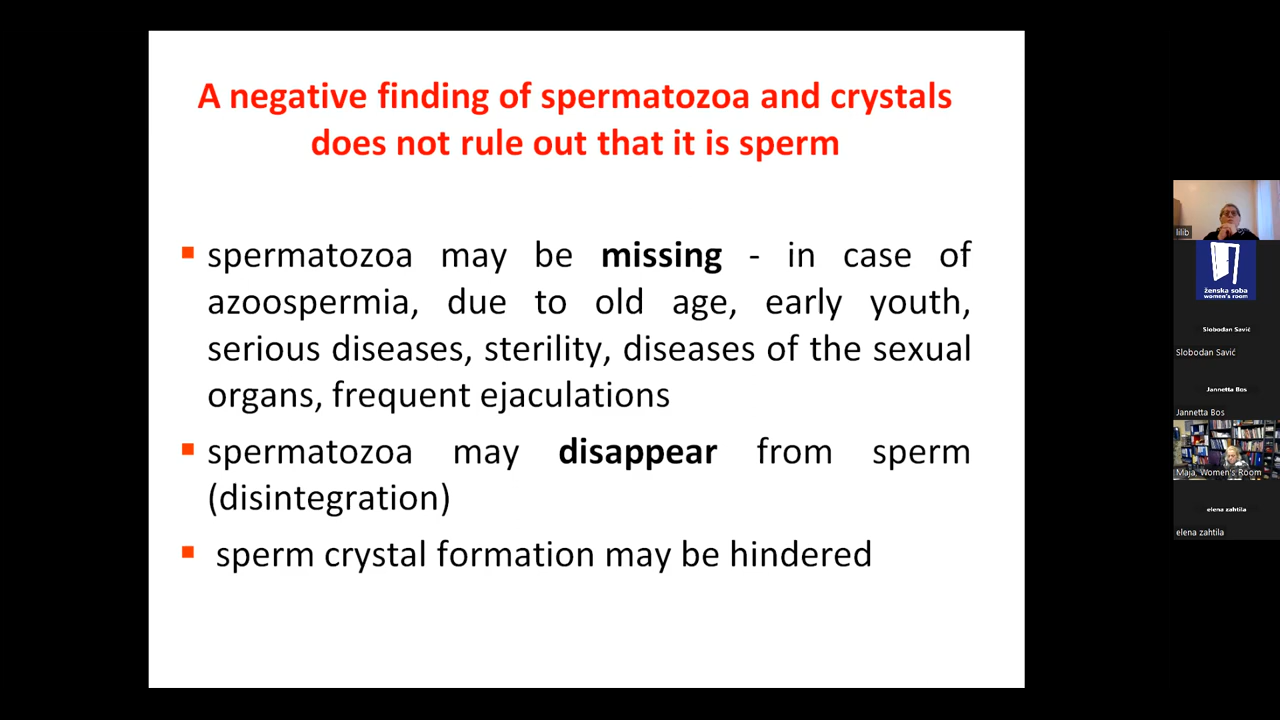 A negative finding of spermatozoa and crystals
does not rule out that it is sperm
▪ spermatozoa may be missing - in case of
azoospermia, due to old age, early youth,
serious diseases, sterility, diseases of the sexual
organs, frequent ejaculations
▪ spermatozoa may disappear from sperm
(disintegration)
▪ sperm crystal formation may be hindered
lilib
ženska soba
women's room
Slobodan Savić
Slobodan Savić
Jannetta Bos
Jannetta Bos
Maja, Women's Room
elena zahtila
elena zahtila